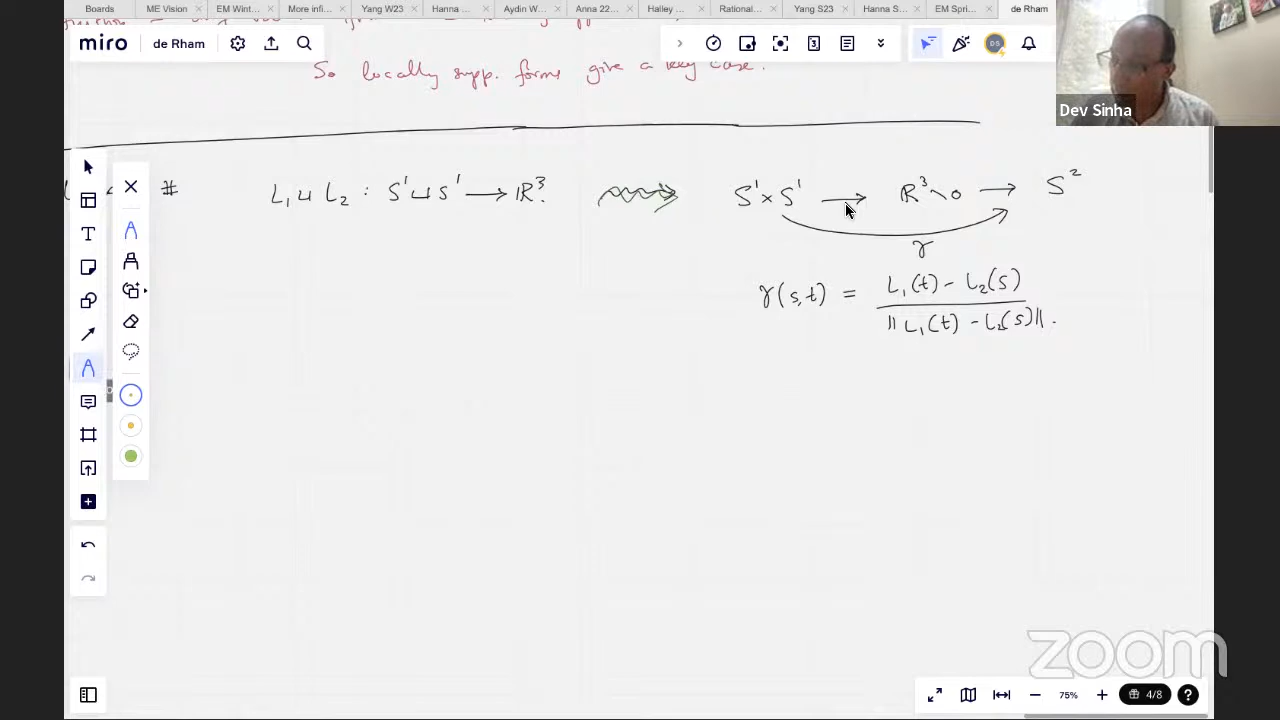 Boards ME Vision EM Wint... More infi... Yang W23 Hanna ... Aydin W... Anna 22... Halley ... Rational... Yang S23 Hanna S... EM Spri... de Rham
miro de Rham
So locally supp. forms give a key case.
Dev Sinha
#
L₁ ⊔ L₂ : S¹ ⊔ S¹ → ℝ³.
S¹ × S¹ → ℝ³ \ 0 → S²
γ
γ(s,t) = (L₁(t) - L₂(s)) / ||L₁(t) - L₂(s)||.
zoom
75% 4/8 ?